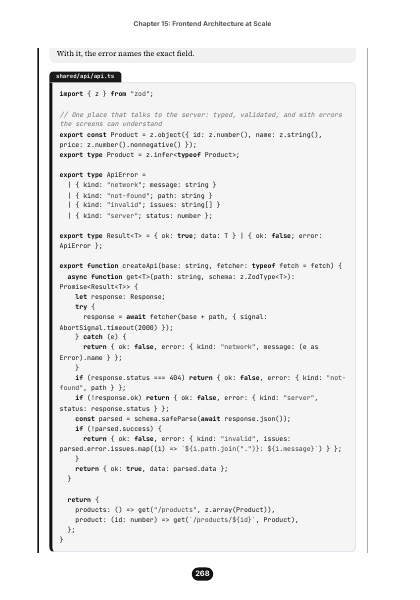 Chapter 15: Frontend Architecture at Scale
With it, the error names the exact field.
shared/api/api.ts
import { z } from "zod";
// One place that talks to the server: typed, validated, and with errors
the screens can understand
export const Product = z.object({ id: z.number(), name: z.string(),
price: z.number().nonnegative() });
export type Product = z.infer<typeof Product>;
export type ApiError =
| { kind: "network"; message: string }
| { kind: "not-found"; path: string }
| { kind: "invalid"; issues: string[] }
| { kind: "server"; status: number };
export type Result<T> = { ok: true; data: T } | { ok: false; error:
ApiError };
export function createApi(base: string, fetcher: typeof fetch = fetch) {
async function get<T>(path: string, schema: z.ZodType<T>):
Promise<Result<T>> {
let response: Response;
try {
response = await fetcher(base + path, { signal:
AbortSignal.timeout(2000) });
} catch (e) {
return { ok: false, error: { kind: "network", message: (e as
Error).name } };
}
if (response.status === 404) return { ok: false, error: { kind: "not-
found", path } };
if (!response.ok) return { ok: false, error: { kind: "server",
status: response.status } };
const parsed = schema.safeParse(await response.json());
if (!parsed.success) {
return { ok: false, error: { kind: "invalid", issues:
parsed.error.issues.map((i) => `${i.path.join(".")}: ${i.message}`) } };
}
return { ok: true, data: parsed.data };
}
return {
products: () => get("/products", z.array(Product)),
product: (id: number) => get(`/products/${id}`, Product),
};
}
268